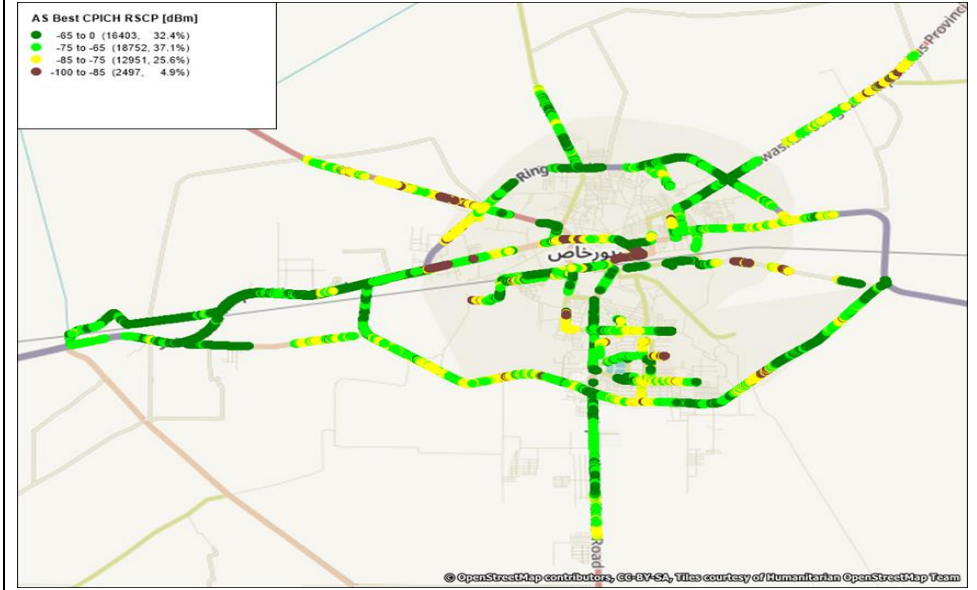 AS Best CPICH RSCP [dBm]
-65 to 0 (16403, 32.4%)
-75 to -65 (18752, 37.1%)
-85 to -75 (12951, 25.6%)
-100 to -85 (2497, 4.9%)
Ring
پورخاص
Road
© OpenStreetMap contributors, CC-BY-SA, Tiles courtesy of Humanitarian OpenStreetMap Team